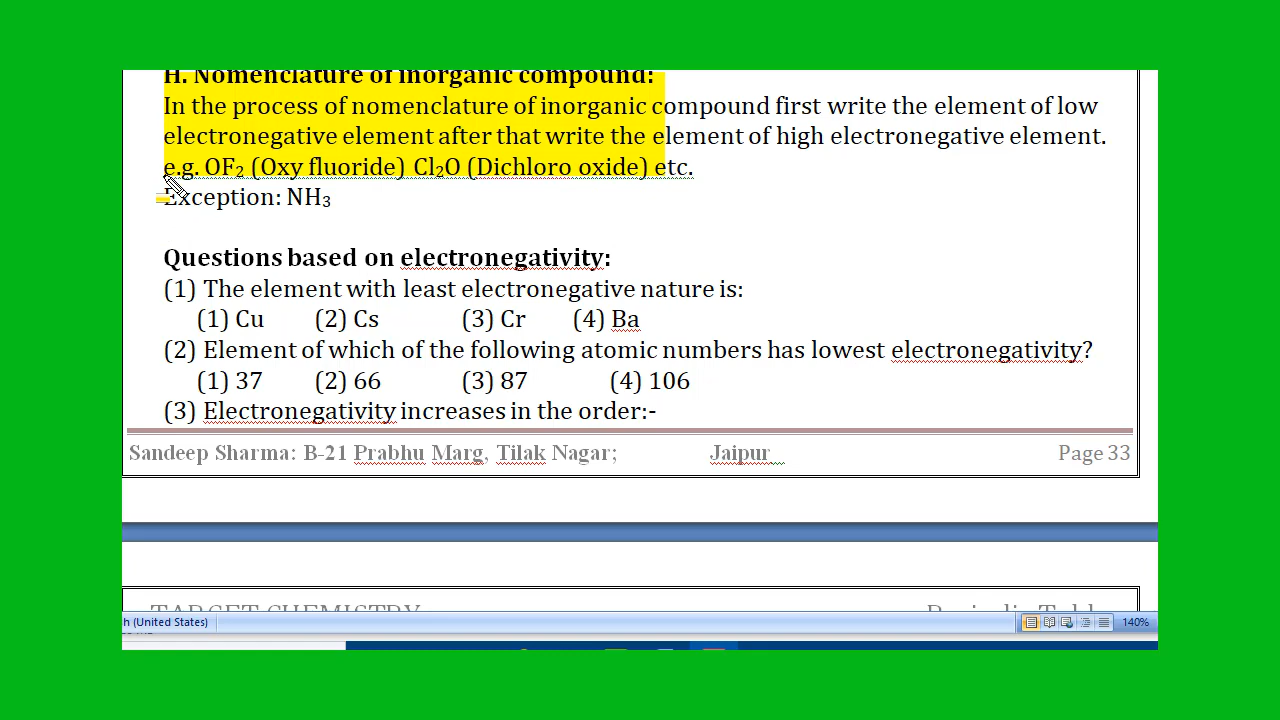 H. Nomenclature of inorganic compound:
In the process of nomenclature of inorganic compound first write the element of low
electronegative element after that write the element of high electronegative element.
e.g. OF₂ (Oxy fluoride) Cl₂O (Dichloro oxide) etc.
Exception: NH₃
Questions based on electronegativity:
(1) The element with least electronegative nature is:
(1) Cu (2) Cs (3) Cr (4) Ba
(2) Element of which of the following atomic numbers has lowest electronegativity?
(1) 37 (2) 66 (3) 87 (4) 106
(3) Electronegativity increases in the order:-
Sandeep Sharma: B-21 Prabhu Marg, Tilak Nagar; Jaipur Page 33
TARGET CHEMISTRY Periodic Table
h (United States) 140%